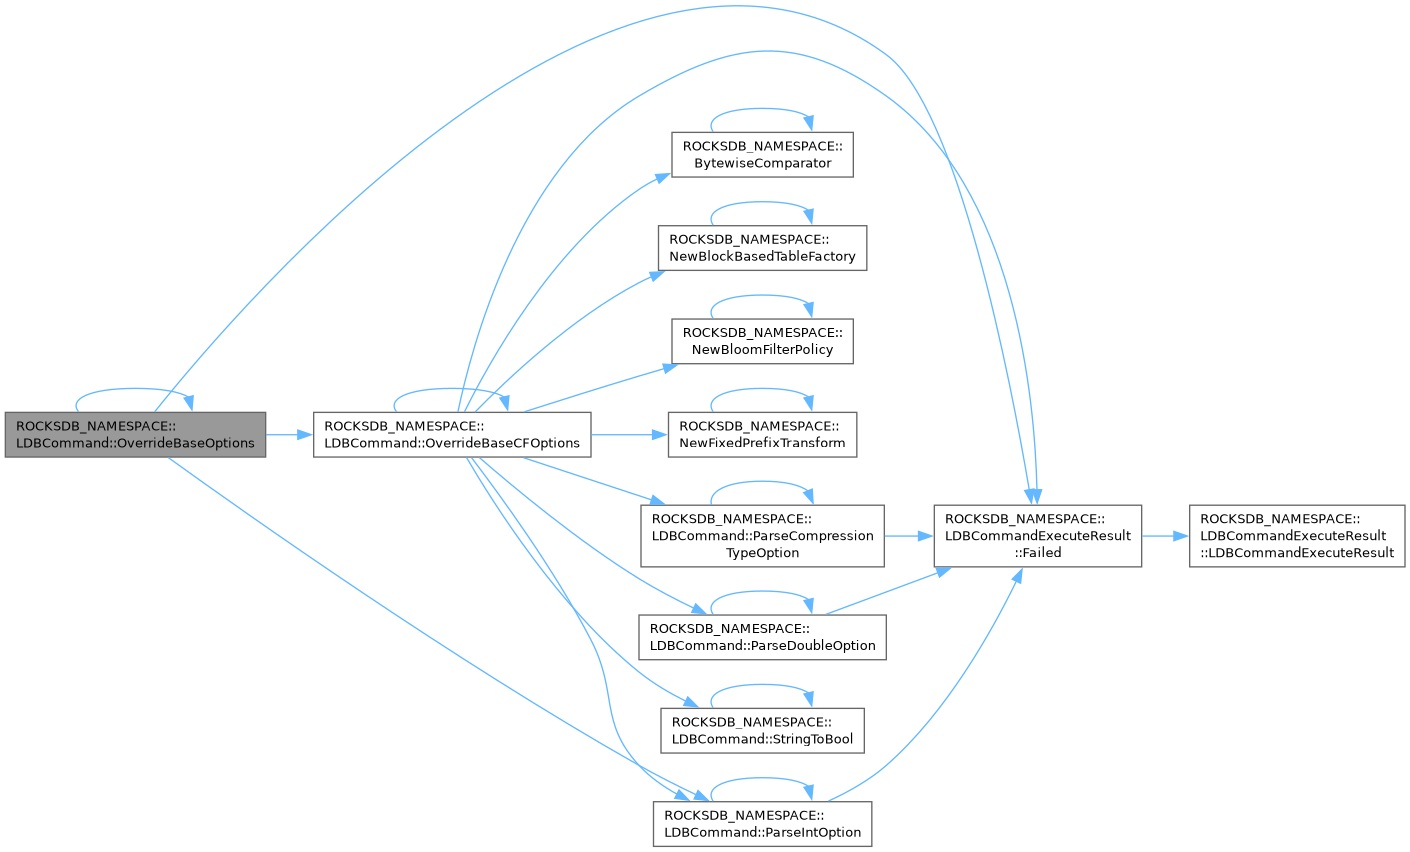 ROCKSDB_NAMESPACE::
BytewiseComparator
ROCKSDB_NAMESPACE::
NewBlockBasedTableFactory
ROCKSDB_NAMESPACE::
NewBloomFilterPolicy
ROCKSDB_NAMESPACE::
LDBCommand::OverrideBaseOptions
ROCKSDB_NAMESPACE::
LDBCommand::OverrideBaseCFOptions
ROCKSDB_NAMESPACE::
NewFixedPrefixTransform
ROCKSDB_NAMESPACE::
LDBCommand::ParseCompression
TypeOption
ROCKSDB_NAMESPACE::
LDBCommandExecuteResult
::Failed
ROCKSDB_NAMESPACE::
LDBCommandExecuteResult
::LDBCommandExecuteResult
ROCKSDB_NAMESPACE::
LDBCommand::ParseDoubleOption
ROCKSDB_NAMESPACE::
LDBCommand::StringToBool
ROCKSDB_NAMESPACE::
LDBCommand::ParseIntOption